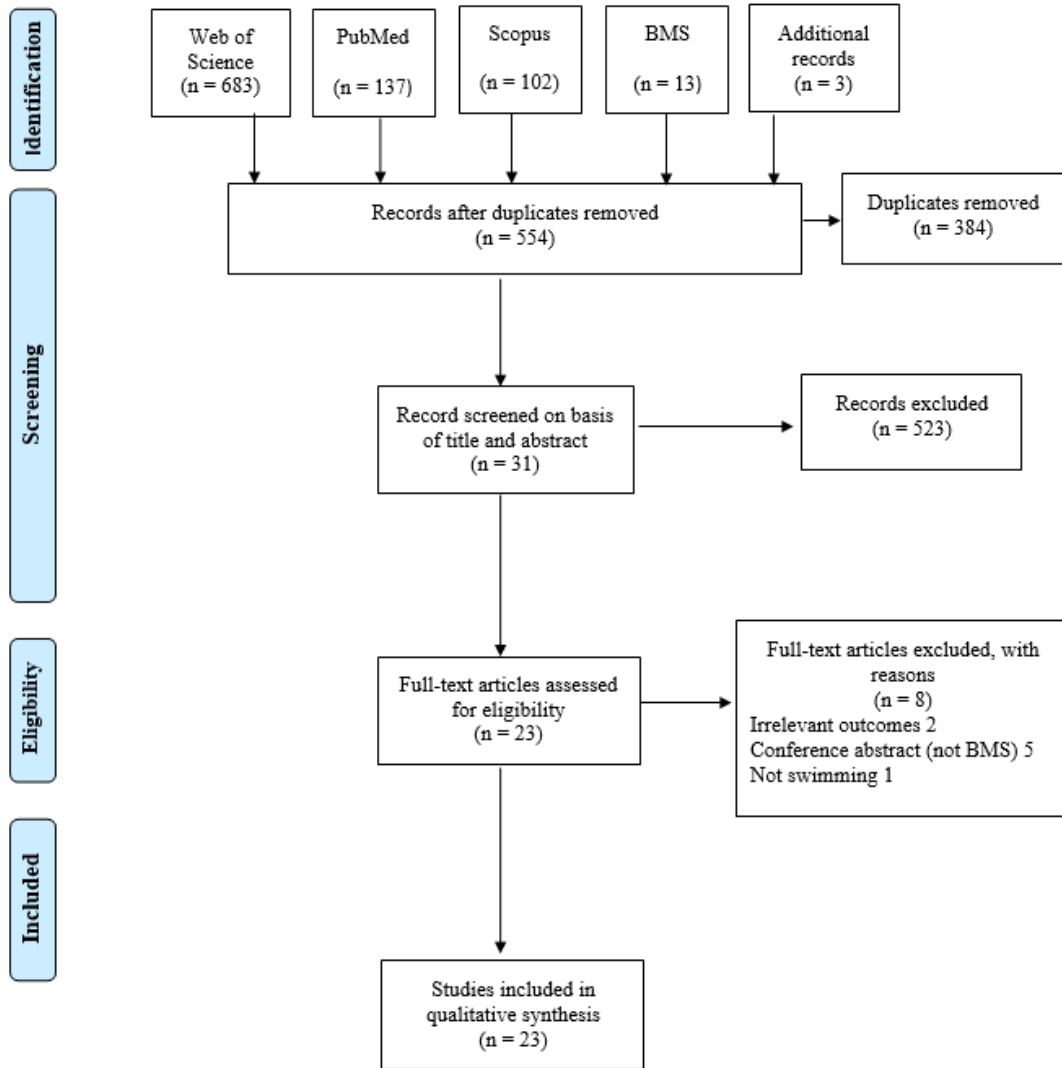 Identification
Web of
Science
(n = 683)
PubMed
(n = 137)
Scopus
(n = 102)
BMS
(n = 13)
Additional
records
(n = 3)
Screening
Records after duplicates removed
(n = 554)
Duplicates removed
(n = 384)
Record screened on basis
of title and abstract
(n = 31)
Records excluded
(n = 523)
Eligibility
Full-text articles assessed
for eligibility
(n = 23)
Full-text articles excluded, with
reasons
(n = 8)
Irrelevant outcomes 2
Conference abstract (not BMS) 5
Not swimming 1
Included
Studies included in
qualitative synthesis
(n = 23)